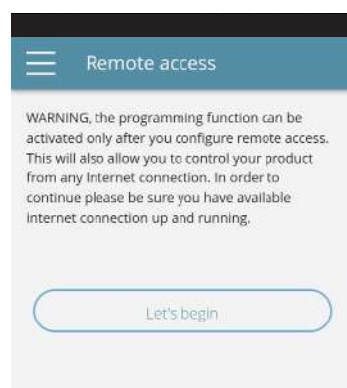 Remote access
WARNING, the programming function can be
activated only after you configure remote access.
This will also allow you to control your product
from any Internet connection. In order to
continue please be sure you have available
internet connection up and running.
Let's begin